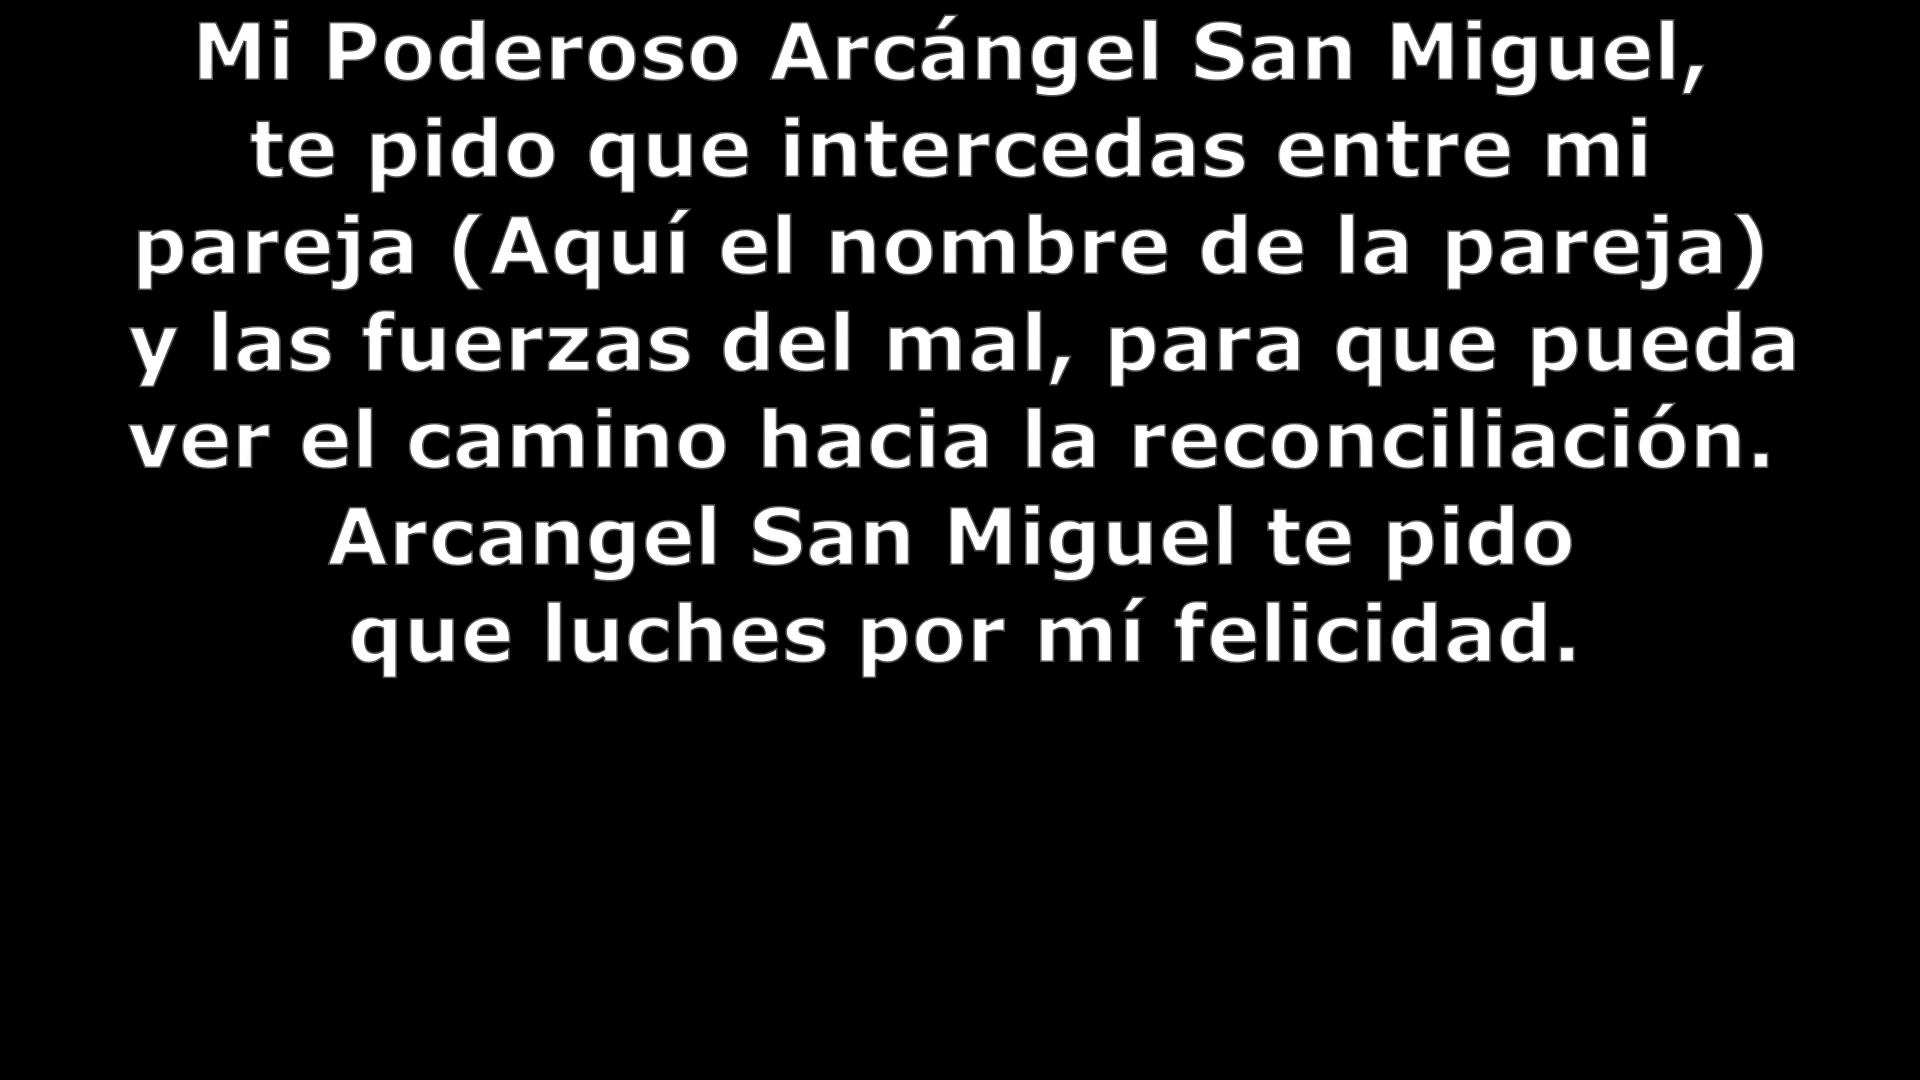 Mi Poderoso Arcángel San Miguel,
te pido que intercedas entre mi
pareja (Aquí el nombre de la pareja)
y las fuerzas del mal, para que pueda
ver el camino hacia la reconciliación.
Arcangel San Miguel te pido
que luches por mí felicidad.